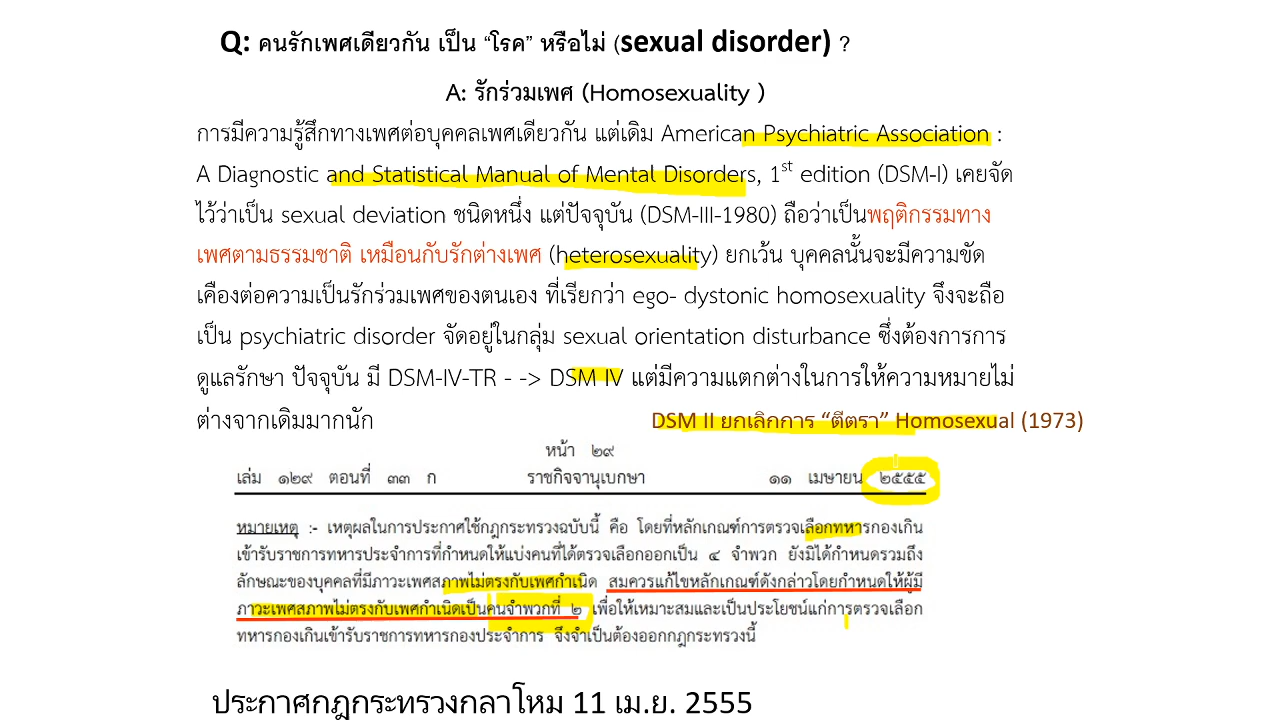 Q: คนรักเพศเดียวกัน เป็น “โรค” หรือไม่ (sexual disorder) ?
A: รักร่วมเพศ (Homosexuality )
การมีความรู้สึกทางเพศต่อบุคคลเพศเดียวกัน แต่เดิม American Psychiatric Association :
A Diagnostic and Statistical Manual of Mental Disorders, 1st edition (DSM-I) เคยจัด
ไว้ว่าเป็น sexual deviation ชนิดหนึ่ง แต่ปัจจุบัน (DSM-III-1980) ถือว่าเป็นพฤติกรรมทาง
เพศตามธรรมชาติ เหมือนกับรักต่างเพศ (heterosexuality) ยกเว้น บุคคลนั้นจะมีความขัด
เคืองต่อความเป็นรักร่วมเพศของตนเอง ที่เรียกว่า ego- dystonic homosexuality จึงจะถือ
เป็น psychiatric disorder จัดอยู่ในกลุ่ม sexual orientation disturbance ซึ่งต้องการการ
ดูแลรักษา ปัจจุบัน มี DSM-IV-TR - -> DSM IV แต่มีความแตกต่างในการให้ความหมายไม่
ต่างจากเดิมมากนัก
DSM II ยกเลิกการ “ตีตรา” Homosexual (1973)
หน้า ๒๙
เล่ม ๑๒๙ ตอนที่ ๓๓ ก ราชกิจจานุเบกษา ๑๑ เมษายน ๒๕๕๕
หมายเหตุ :- เหตุผลในการประกาศใช้กฎกระทรวงฉบับนี้ คือ โดยที่หลักเกณฑ์การตรวจเลือกทหารกองเกิน
เข้ารับราชการทหารประจำการที่กำหนดให้แบ่งคนที่ได้ตรวจเลือกออกเป็น ๔ จำพวก ยังมิได้กำหนดรวมถึง
ลักษณะของบุคคลที่มีภาวะเพศสภาพไม่ตรงกับเพศกำเนิด สมควรแก้ไขหลักเกณฑ์ดังกล่าวโดยกำหนดให้ผู้มี
ภาวะเพศสภาพไม่ตรงกับเพศกำเนิดเป็นคนจำพวกที่ ๒ เพื่อให้เหมาะสมและเป็นประโยชน์แก่การตรวจเลือก
ทหารกองเกินเข้ารับราชการทหารกองประจำการ จึงจำเป็นต้องออกกฎกระทรวงนี้
ประกาศกฎกระทรวงกลาโหม 11 เม.ย. 2555